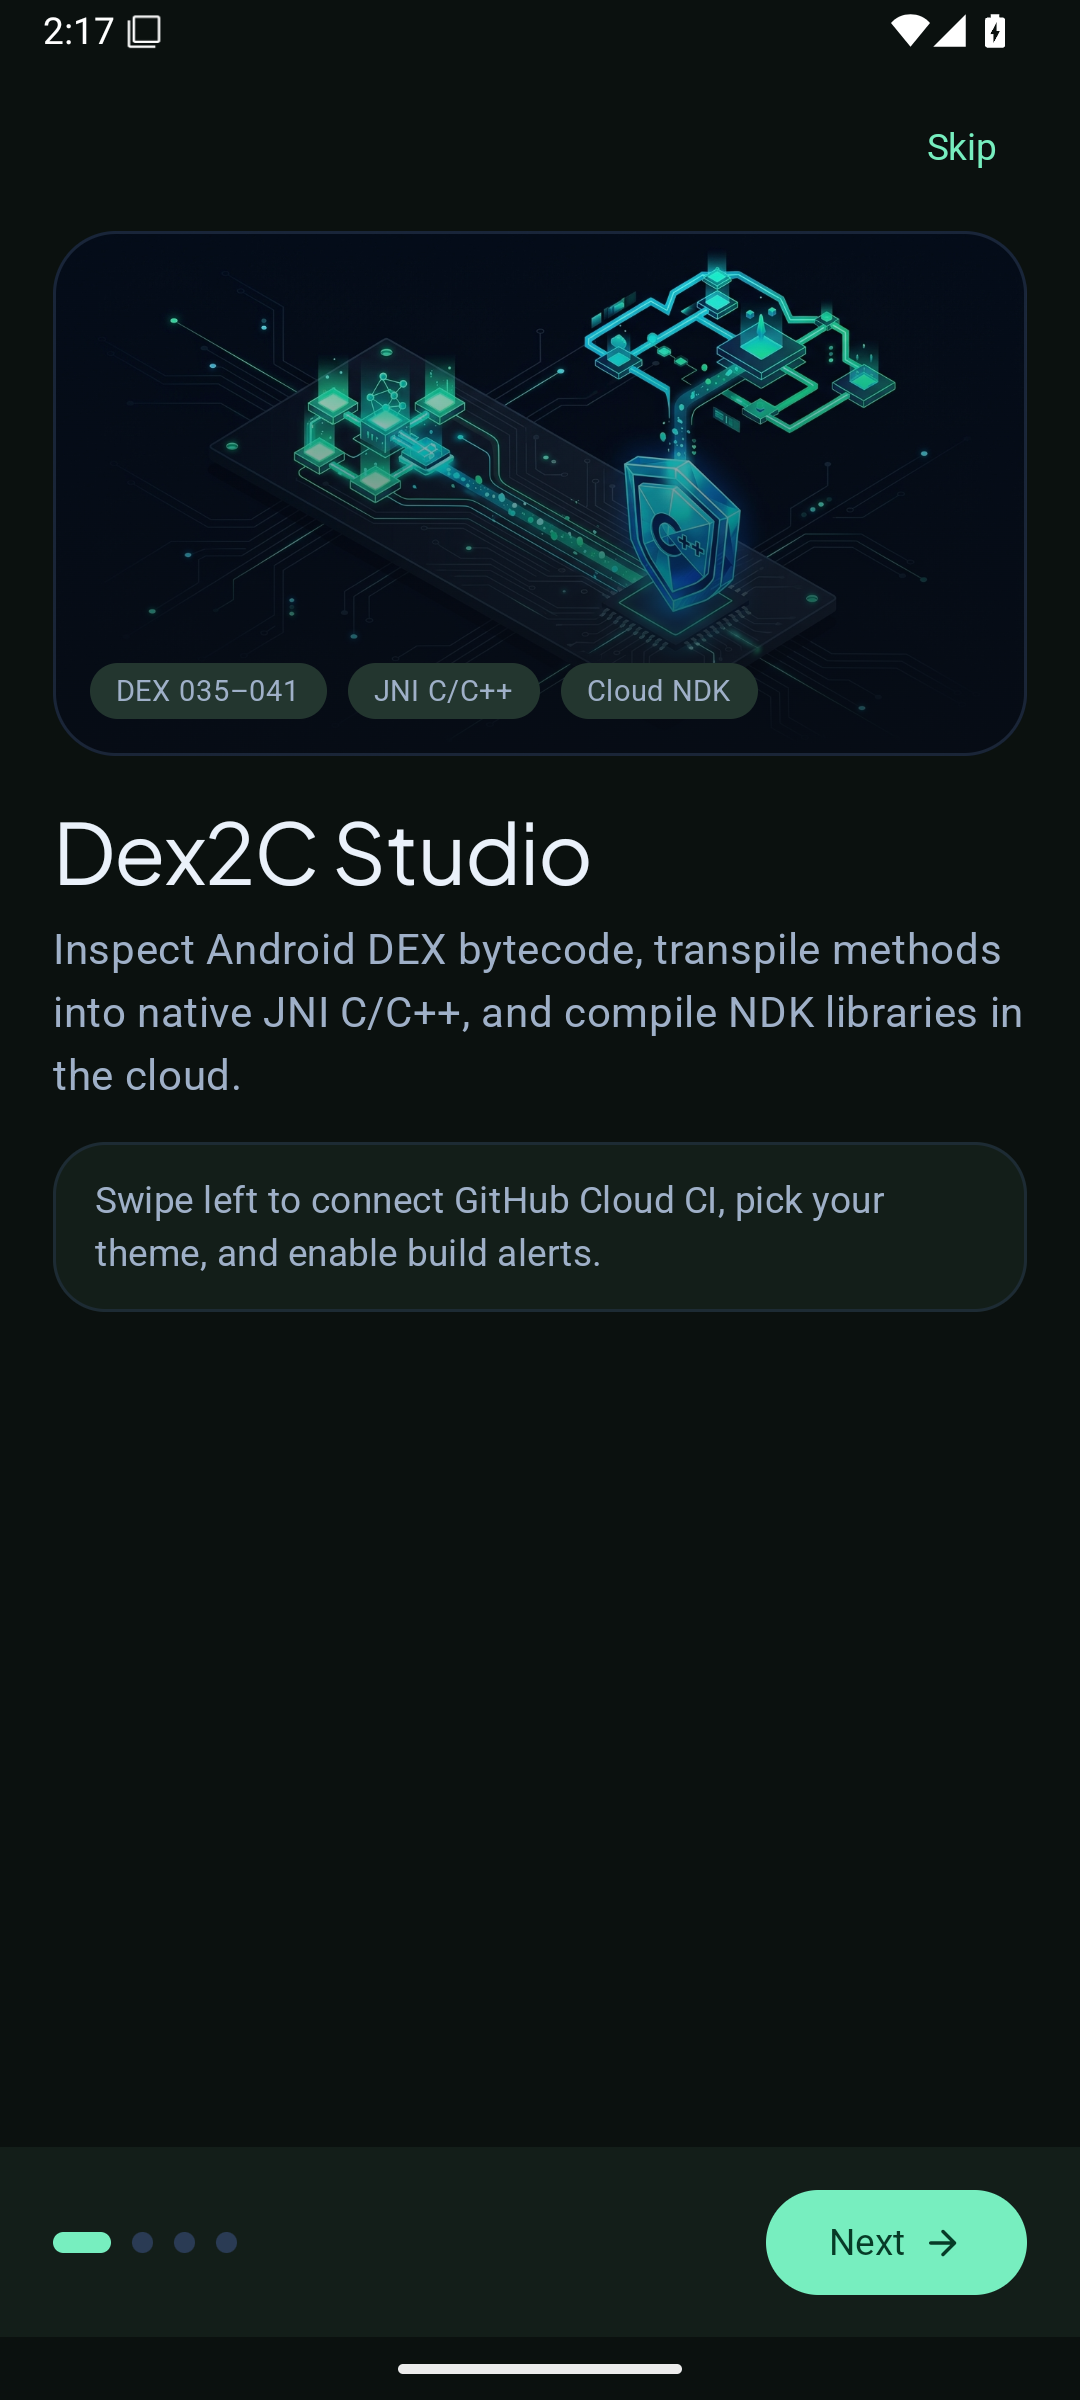 2:17
Skip
C++
DEX 035–041
JNI C/C++
Cloud NDK
Dex2C Studio
Inspect Android DEX bytecode, transpile methods
into native JNI C/C++, and compile NDK libraries in
the cloud.
Swipe left to connect GitHub Cloud CI, pick your
theme, and enable build alerts.
Next